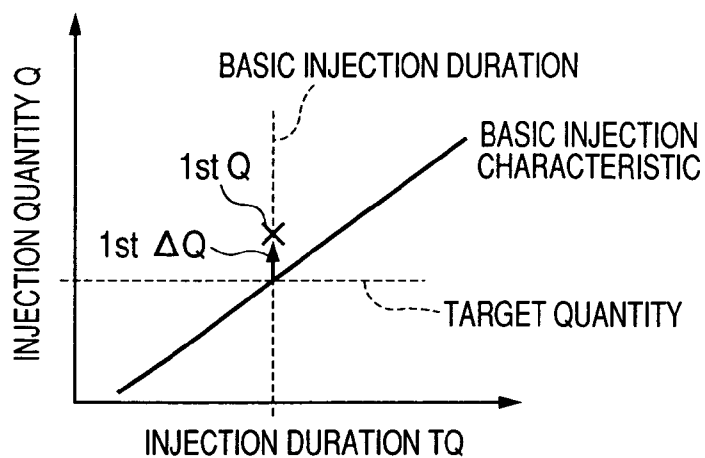 INJECTION QUANTITY Q
BASIC INJECTION DURATION
BASIC INJECTION
CHARACTERISTIC
1st Q
1st ΔQ
TARGET QUANTITY
INJECTION DURATION TQ